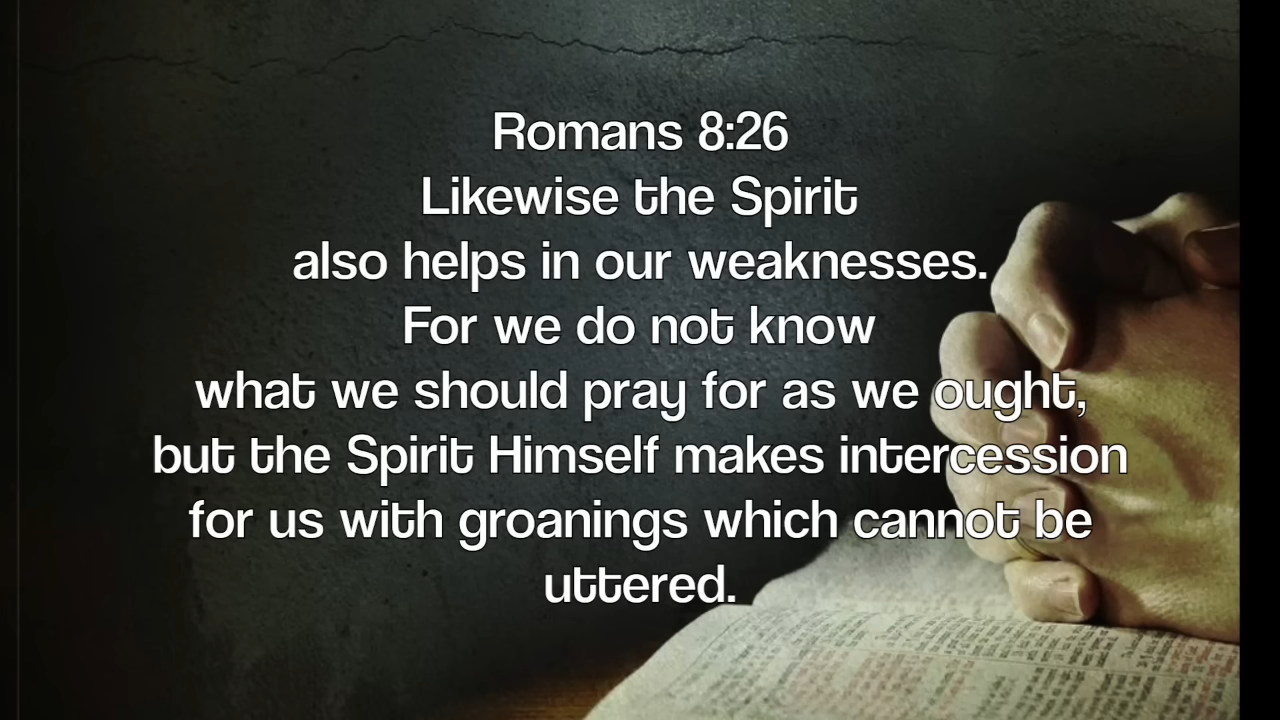 Romans 8:26
Likewise the Spirit
also helps in our weaknesses.
For we do not know
what we should pray for as we ought,
but the Spirit Himself makes intercession
for us with groanings which cannot be
uttered.